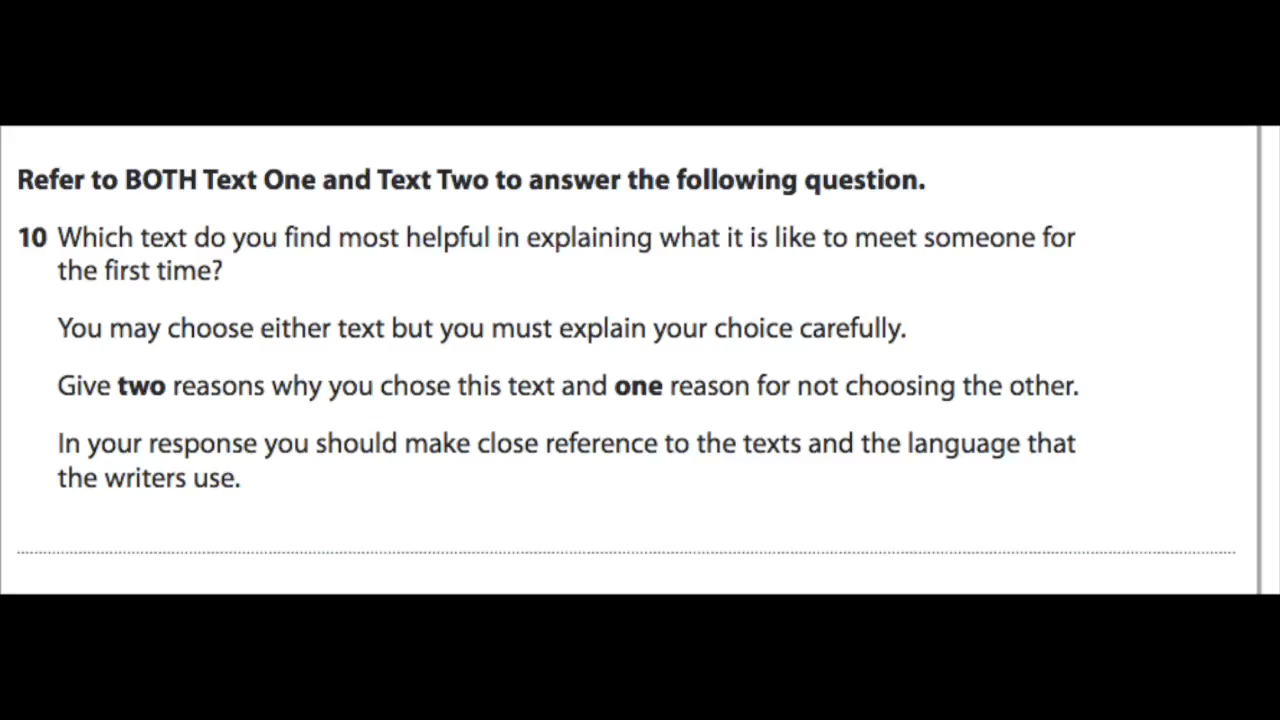 Refer to BOTH Text One and Text Two to answer the following question.
10 Which text do you find most helpful in explaining what it is like to meet someone for
the first time?
You may choose either text but you must explain your choice carefully.
Give two reasons why you chose this text and one reason for not choosing the other.
In your response you should make close reference to the texts and the language that
the writers use.